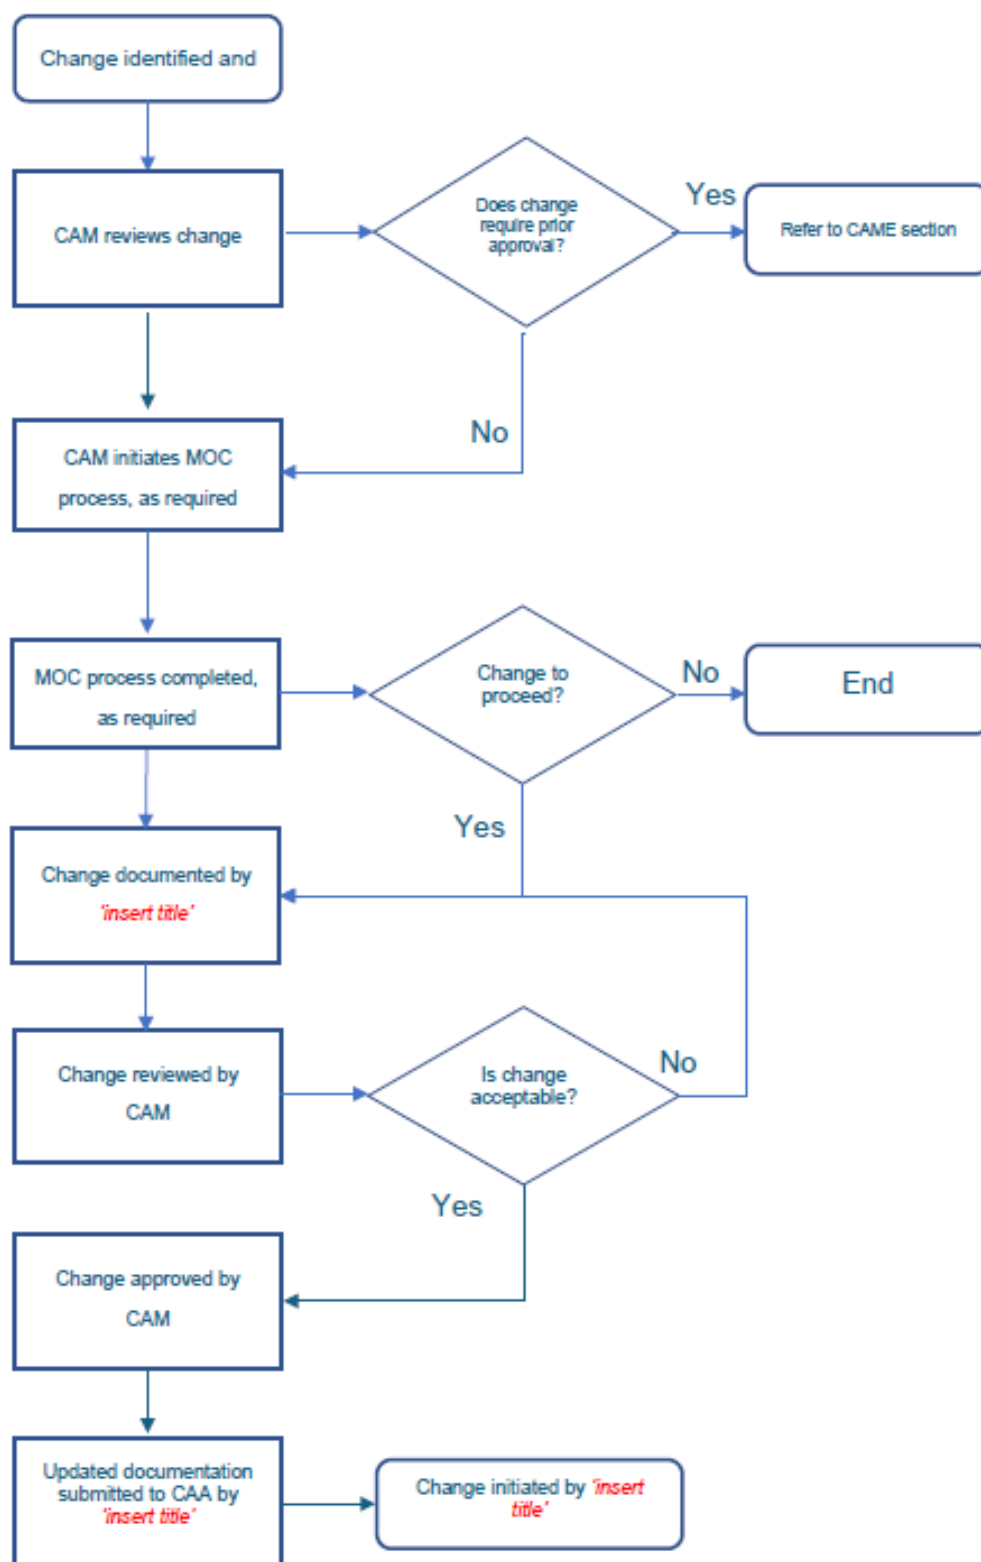 Change identified and
CAM reviews change
Does change
require prior
approval?
Yes
Refer to CAME section
No
CAM initiates MOC
process, as required
MOC process completed,
as required
Change to
proceed?
No
End
Yes
Change documented by
'insert title'
Change reviewed by
CAM
Is change
acceptable?
No
Yes
Change approved by
CAM
Updated documentation
submitted to CAA by
'insert title'
Change initiated by 'insert
title'